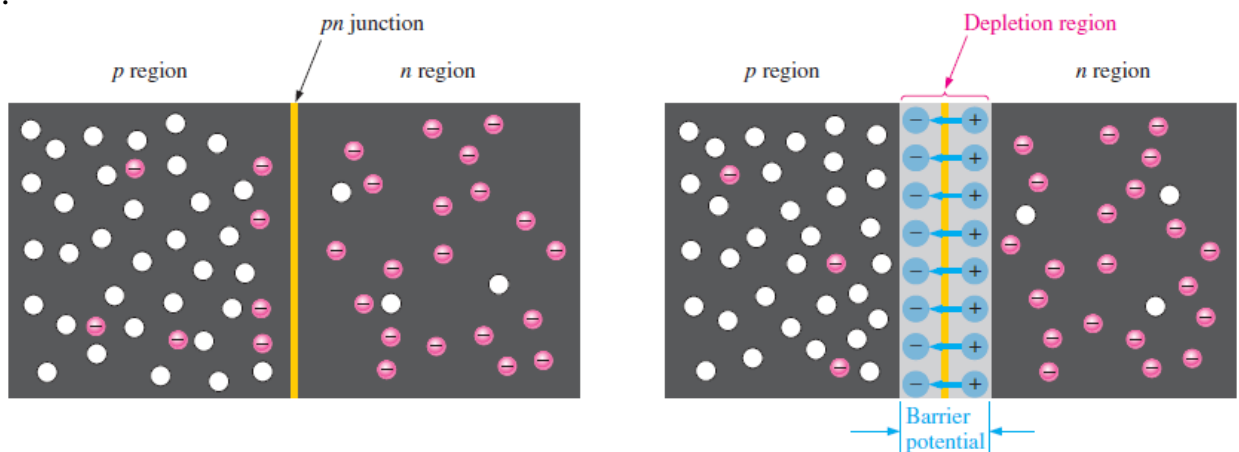 .
pn junction
p region
n region
Depletion region
p region
n region
Barrier
potential